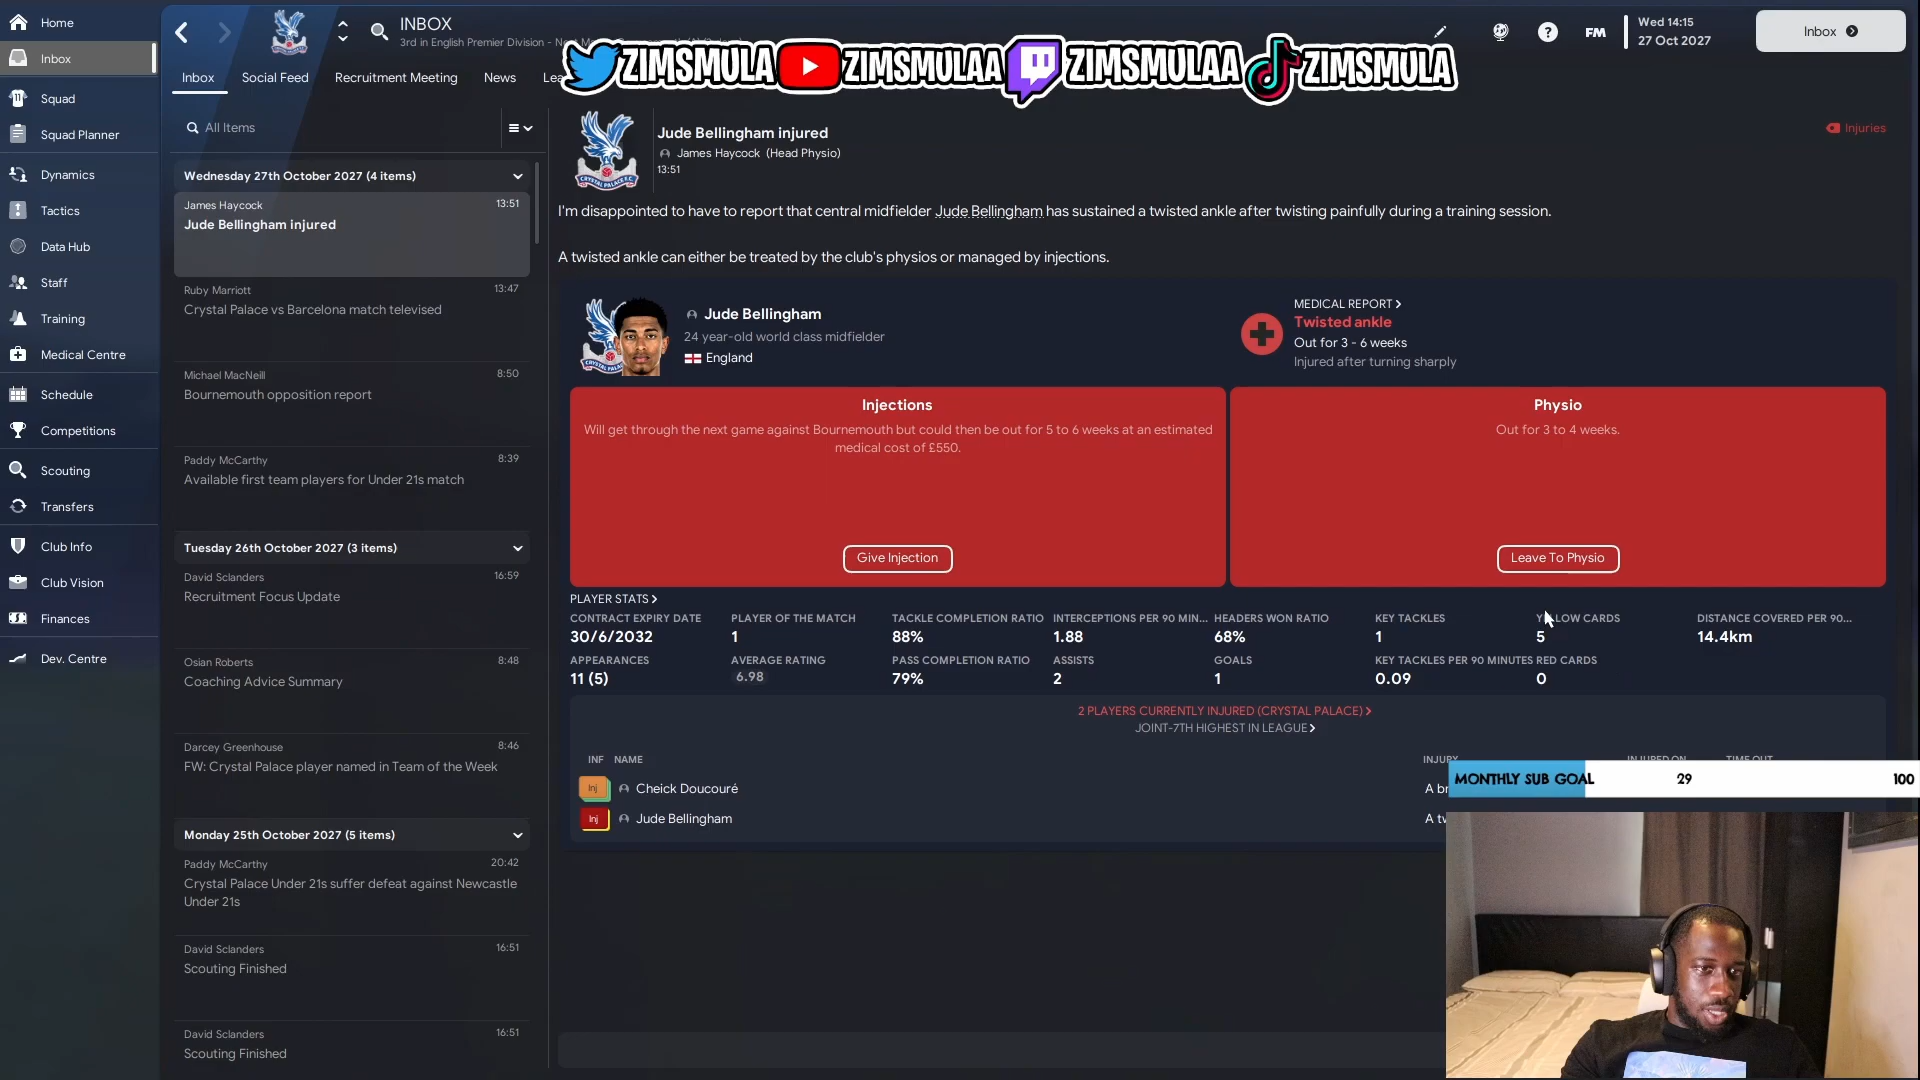 Home
Inbox
Squad
Squad Planner
Dynamics
Tactics
Data Hub
Staff
Training
Medical Centre
Schedule
Competitions
Scouting
Transfers
Club Info
Club Vision
Finances
Dev. Centre
INBOX
3rd in English Premier Division -
Wed 14:15
27 Oct 2027
FM
Inbox
Inbox
Social Feed
Recruitment Meeting
News
ZIMSMULA
ZIMSMULAA
ZIMSMULAA
ZIMSMULA
All Items
Wednesday 27th October 2027 (4 items)
James Haycock 13:51
Jude Bellingham injured
Ruby Marriott 13:47
Crystal Palace vs Barcelona match televised
Michael MacNeill 8:50
Bournemouth opposition report
Paddy McCarthy 8:39
Available first team players for Under 21s match
Tuesday 26th October 2027 (3 items)
David Sclanders 16:59
Recruitment Focus Update
Osian Roberts 8:48
Coaching Advice Summary
Darcey Greenhouse 8:46
FW: Crystal Palace player named in Team of the Week
Monday 25th October 2027 (5 items)
Paddy McCarthy 20:42
Crystal Palace Under 21s suffer defeat against Newcastle
Under 21s
David Sclanders 16:51
Scouting Finished
David Sclanders 16:51
Scouting Finished
CRYSTAL PALACE F.C.
Jude Bellingham injured
James Haycock (Head Physio)
13:51
Injuries
I'm disappointed to have to report that central midfielder Jude Bellingham has sustained a twisted ankle after twisting painfully during a training session.
A twisted ankle can either be treated by the club's physios or managed by injections.
Jude Bellingham
24 year-old world class midfielder
England
MEDICAL REPORT
Twisted ankle
Out for 3 - 6 weeks
Injured after turning sharply
Injections
Will get through the next game against Bournemouth but could then be out for 5 to 6 weeks at an estimated
medical cost of £550.
Give Injection
Physio
Out for 3 to 4 weeks.
Leave To Physio
PLAYER STATS
CONTRACT EXPIRY DATE PLAYER OF THE MATCH TACKLE COMPLETION RATIO INTERCEPTIONS PER 90 MIN... HEADERS WON RATIO KEY TACKLES YELLOW CARDS DISTANCE COVERED PER 90...
30/6/2032 1 88% 1.88 68% 1 5 14.4km
APPEARANCES AVERAGE RATING PASS COMPLETION RATIO ASSISTS GOALS KEY TACKLES PER 90 MINUTES RED CARDS
11 (5) 6.98 79% 2 1 0.09 0
2 PLAYERS CURRENTLY INJURED (CRYSTAL PALACE)
JOINT-7TH HIGHEST IN LEAGUE
INF NAME INJURY INJURED ON TIME OUT
Inj Cheick Doucouré A
Inj Jude Bellingham A
MONTHLY SUB GOAL 29 100